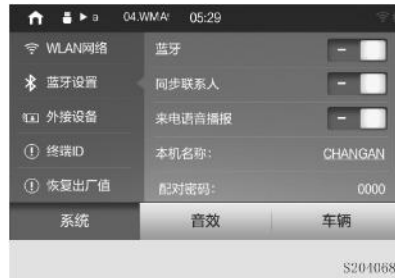 a 04.WMA 05:29
WLAN网络
蓝牙设置
外接设备
终端ID
恢复出厂值
蓝牙
同步联系人
来电语音播报
本机名称: CHANGAN
配对密码: 0000
系统 音效 车辆
S204068